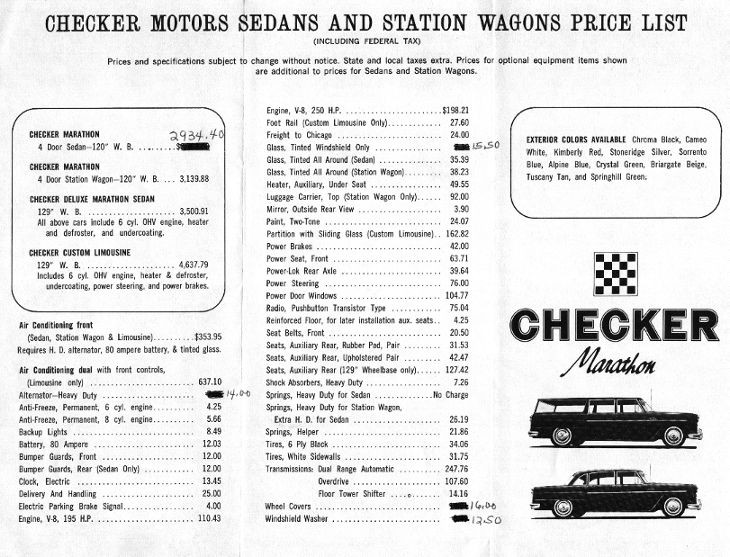 CHECKER MOTORS SEDANS AND STATION WAGONS PRICE LIST
(INCLUDING FEDERAL TAX)
Prices and specifications subject to change without notice. State and local taxes extra. Prices for optional equipment items shown
are additional to prices for Sedans and Station Wagons.
CHECKER MARATHON 2934.40
4 Door Sedan—120" W. B. .........$
CHECKER MARATHON
4 Door Station Wagon—120" W. B. .... 3,139.88
CHECKER DELUXE MARATHON SEDAN
129" W. B. ...................... 3,500.91
All above cars include 6 cyl. OHV engine, heater
and defroster, and undercoating.
CHECKER CUSTOM LIMOUSINE
129" W. B. ...................... 4,637.79
Includes 6 cyl. OHV engine, heater & defroster,
undercoating, power steering, and power brakes.
Air Conditioning front
(Sedan, Station Wagon & Limousine)..........$353.95
Requires H. D. alternator, 80 ampere battery, & tinted glass.
Air Conditioning dual with front controls,
(Limousine only) ......................... 637.10
Alternator—Heavy Duty ...................... 14.00
Anti-Freeze, Permanent, 6 cyl. engine.......... 4.25
Anti-Freeze, Permanent, 8 cyl. engine.......... 5.66
Backup Lights .............................. 8.49
Battery, 80 Ampere ......................... 12.03
Bumper Guards, Front ....................... 12.00
Bumper Guards, Rear (Sedan Only) ............ 12.00
Clock, Electric ............................ 13.45
Delivery And Handling ...................... 25.00
Electric Parking Brake Signal................. 4.00
Engine, V-8, 195 H.P. ...................... 110.43
Engine, V-8, 250 H.P. ......................$198.21
Foot Rail (Custom Limousine Only)............ 27.60
Freight to Chicago ......................... 24.00
Glass, Tinted Windshield Only ............... 15.50
Glass, Tinted All Around (Sedan) ............. 35.39
Glass, Tinted All Around (Station Wagon)....... 38.23
Heater, Auxiliary, Under Seat ................ 49.55
Luggage Carrier, Top (Station Wagon Only)...... 92.00
Mirror, Outside Rear View ................... 3.90
Paint, Two-Tone ............................ 24.07
Partition with Sliding Glass (Custom Limousine).. 162.82
Power Brakes .............................. 42.00
Power Seat, Front .......................... 63.71
Power-Lok Rear Axle ........................ 39.64
Power Steering ............................ 76.00
Power Door Windows ........................ 104.77
Radio, Pushbutton Transistor Type ............ 75.04
Reinforced Floor, for later installation aux. seats.. 4.25
Seat Belts, Front .......................... 20.50
Seats, Auxiliary Rear, Rubber Pad, Pair ........ 31.53
Seats, Auxiliary Rear, Upholstered Pair ........ 42.47
Seats, Auxiliary Rear (129" Wheelbase only)..... 127.42
Shock Absorbers, Heavy Duty ................. 7.26
Springs, Heavy Duty for Sedan ..............No Charge
Springs, Heavy Duty for Station Wagon,
Extra H. D. for Sedan ..................... 26.19
Springs, Helper ............................ 21.86
Tires, 6 Ply Black ......................... 34.06
Tires, White Sidewalls ...................... 31.75
Transmissions: Dual Range Automatic .......... 247.76
Overdrive ................... 107.60
Floor Tower Shifter .......... 14.16
Wheel Covers .............................. 16.00
Windshield Washer .......................... 12.50
EXTERIOR COLORS AVAILABLE Chroma Black, Cameo
White, Kimberly Red, Stoneridge Silver, Sorrento
Blue, Alpine Blue, Crystal Green, Briargate Beige,
Tuscany Tan, and Springhill Green.
CHECKER
Marathon